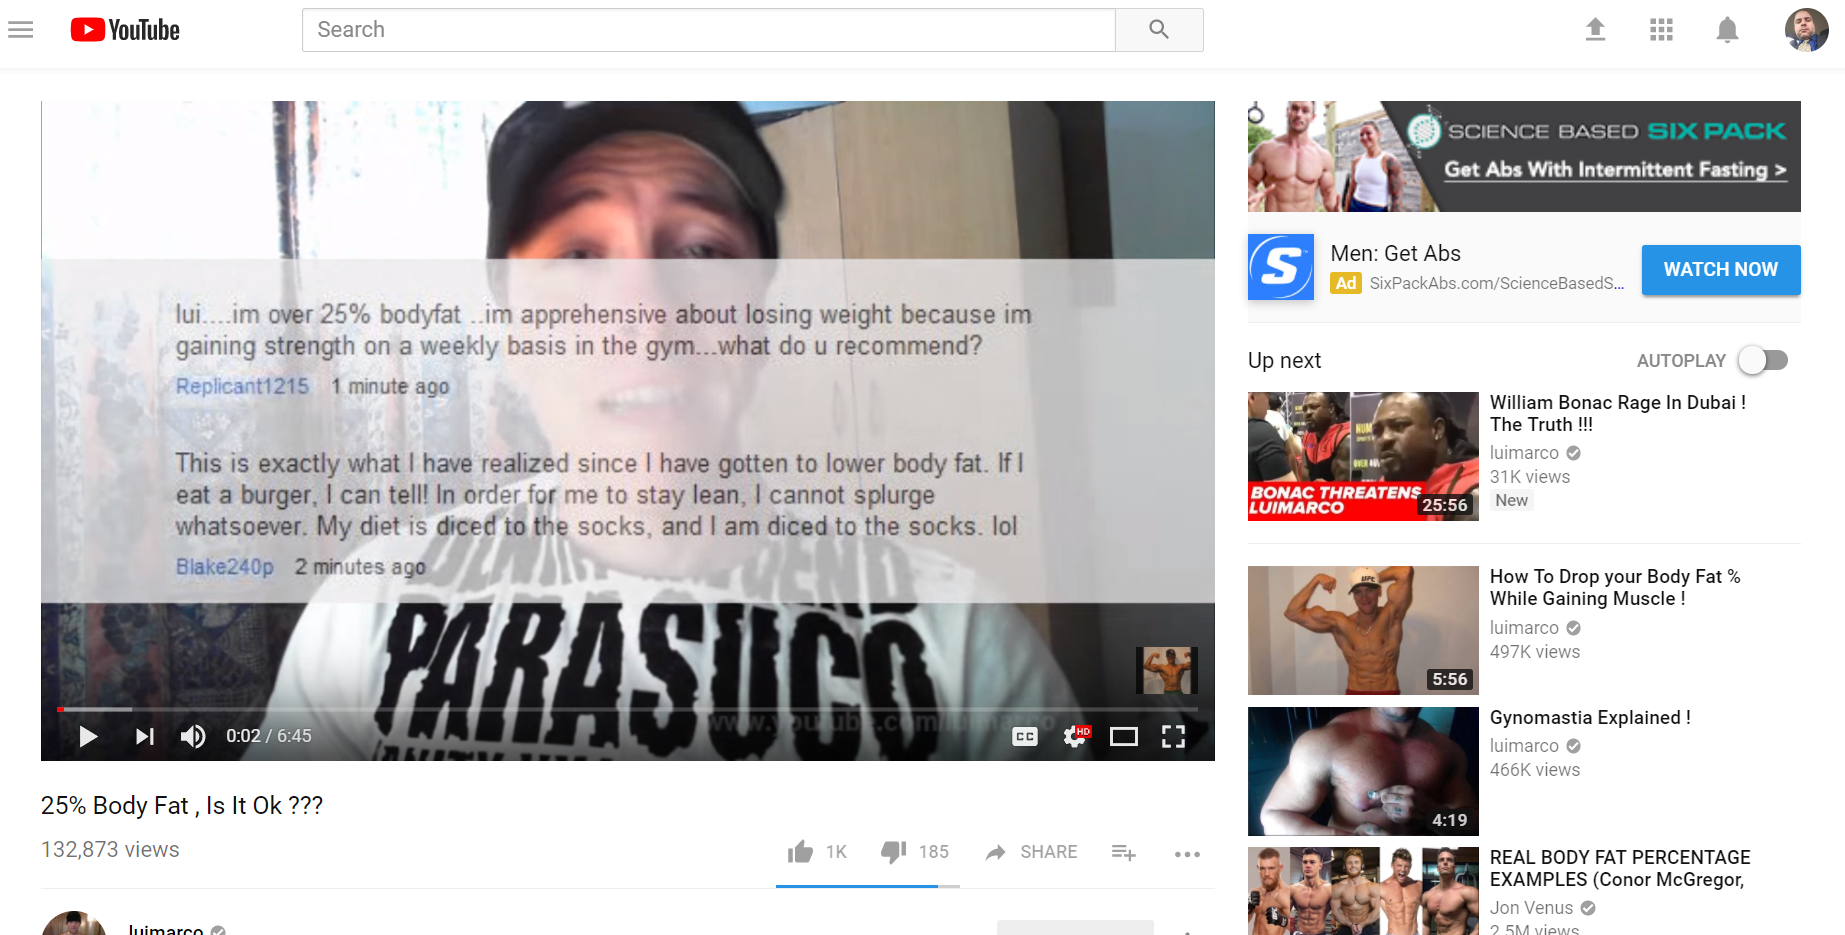 YouTube
Search
lui....im over 25% bodyfat ..im apprehensive about losing weight because im
gaining strength on a weekly basis in the gym...what do u recommend?
Replicant1215 1 minute ago
This is exactly what I have realized since I have gotten to lower body fat. If I
eat a burger, I can tell! In order for me to stay lean, I cannot splurge
whatsoever. My diet is diced to the socks, and I am diced to the socks. lol
Blake240p 2 minutes ago
PARASUCO
www.youtube.com/luimarco
0:02 / 6:45
CC
HD
25% Body Fat , Is It Ok ???
132,873 views
1K
185
SHARE
luimarco
SCIENCE BASED SIX PACK
Get Abs With Intermittent Fasting >
S
Men: Get Abs
Ad SixPackAbs.com/ScienceBasedS...
WATCH NOW
Up next
AUTOPLAY
BONAC THREATENS
LUIMARCO
25:56
William Bonac Rage In Dubai !
The Truth !!!
luimarco
31K views
New
UFC
5:56
How To Drop your Body Fat %
While Gaining Muscle !
luimarco
497K views
4:19
Gynomastia Explained !
luimarco
466K views
REAL BODY FAT PERCENTAGE
EXAMPLES (Conor McGregor,
Jon Venus
2.5M views